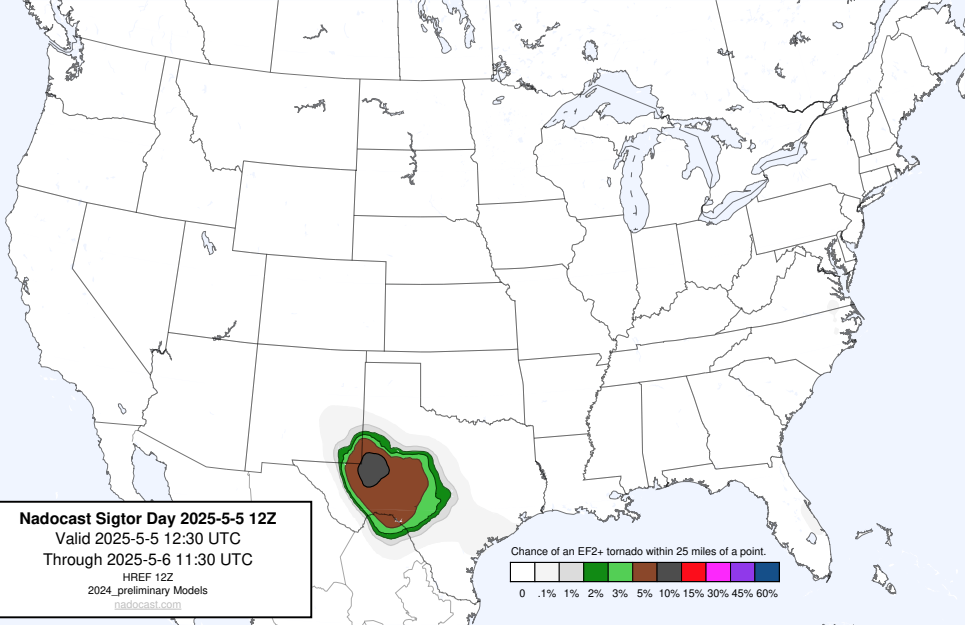 Nadocast Sigtor Day 2025-5-5 12Z
Valid 2025-5-5 12:30 UTC
Through 2025-5-6 11:30 UTC
HREF 12Z
2024_preliminary Models
nadocast.com
Chance of an EF2+ tornado within 25 miles of a point.
0 .1% 1% 2% 3% 5% 10% 15% 30% 45% 60%